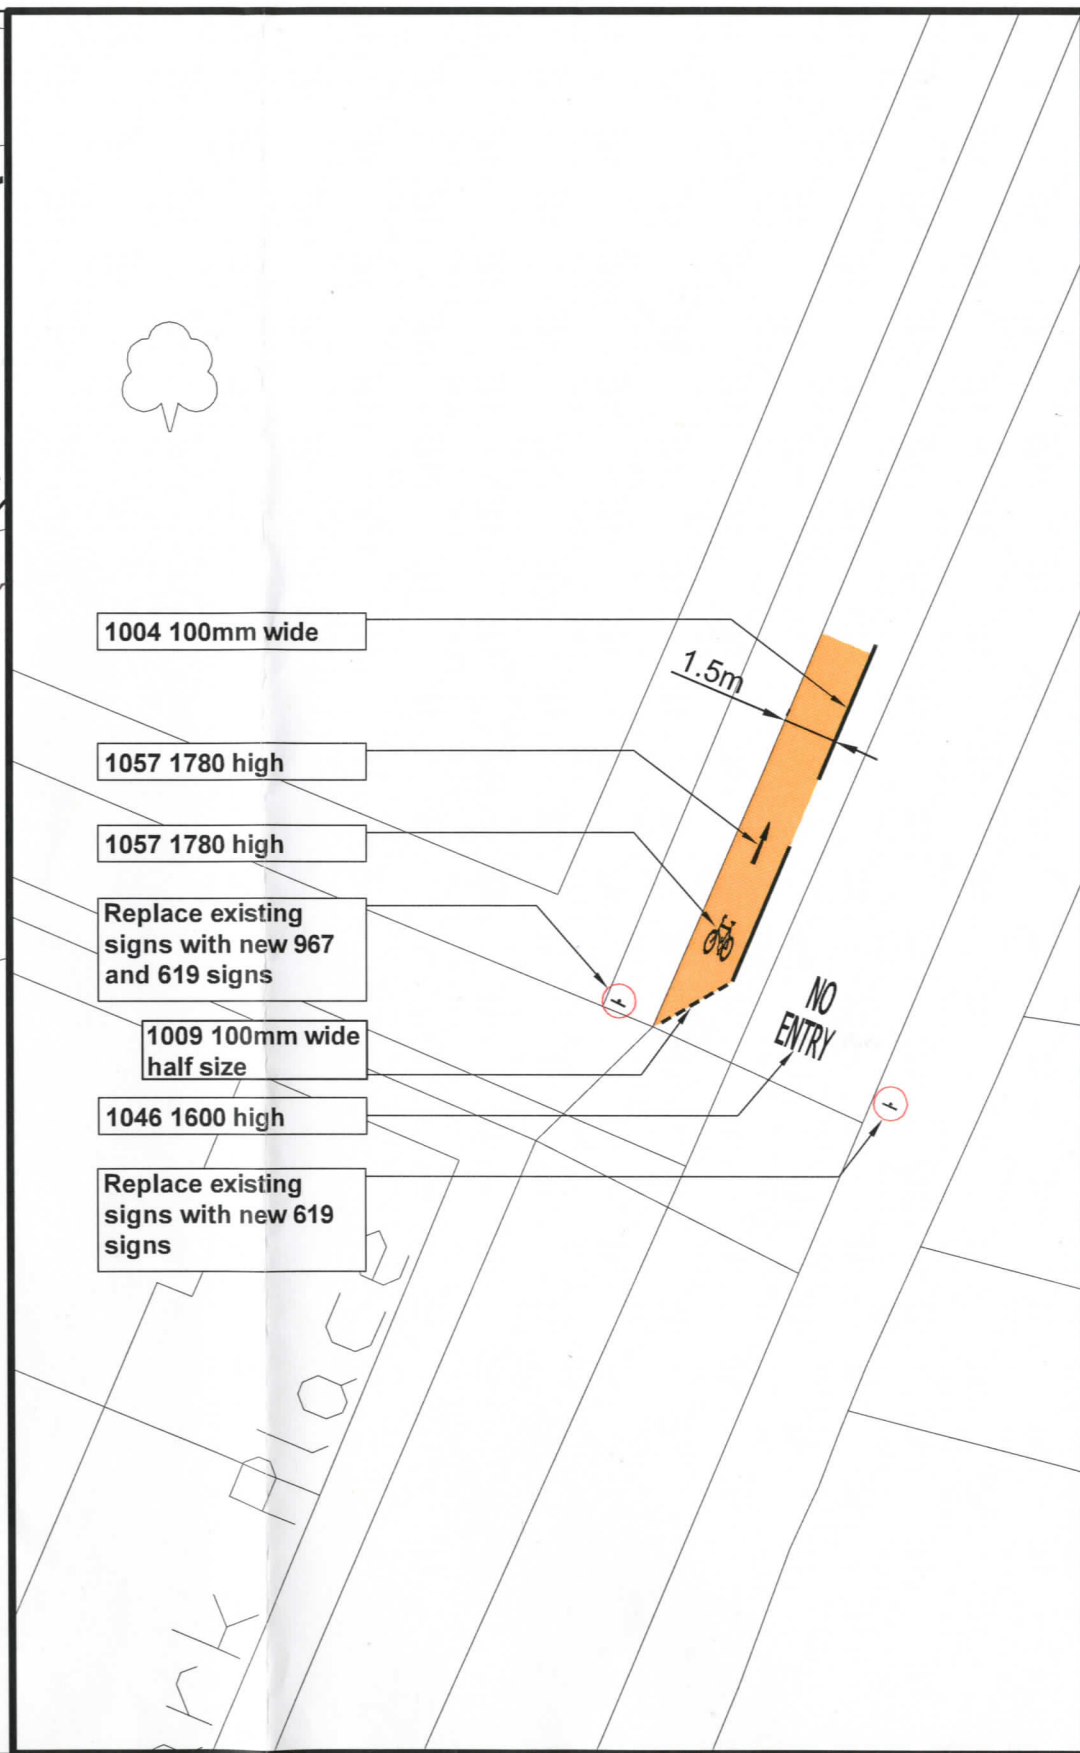 1004 100mm wide
1.5m
1057 1780 high
1057 1780 high
Replace existing
signs with new 967
and 619 signs
NO
ENTRY
1009 100mm wide
half size
1046 1600 high
Replace existing
signs with new 619
signs
Place